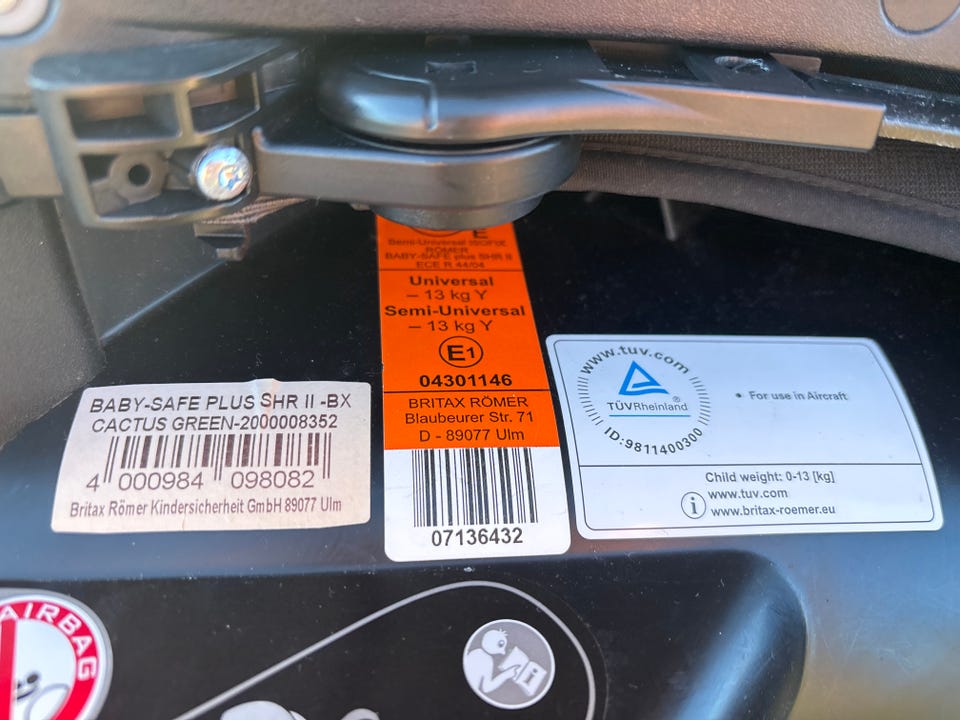 E
Semi-Universal ISOFIX
RÖMER
BABY-SAFE plus SHR II
ECE R 44/04
Universal
– 13 kg Y
Semi-Universal
– 13 kg Y
E1
04301146
BRITAX RÖMER
Blaubeurer Str. 71
D - 89077 Ulm
07136432
BABY-SAFE PLUS SHR II -BX
CACTUS GREEN-2000008352
4 000984 098082
Britax Römer Kindersicherheit GmbH 89077 Ulm
www.tuv.com
TÜVRheinland®
ID:9811400300
• For use in Aircraft
Child weight: 0-13 [kg]
i www.tuv.com
www.britax-roemer.eu
AIRBAG
i